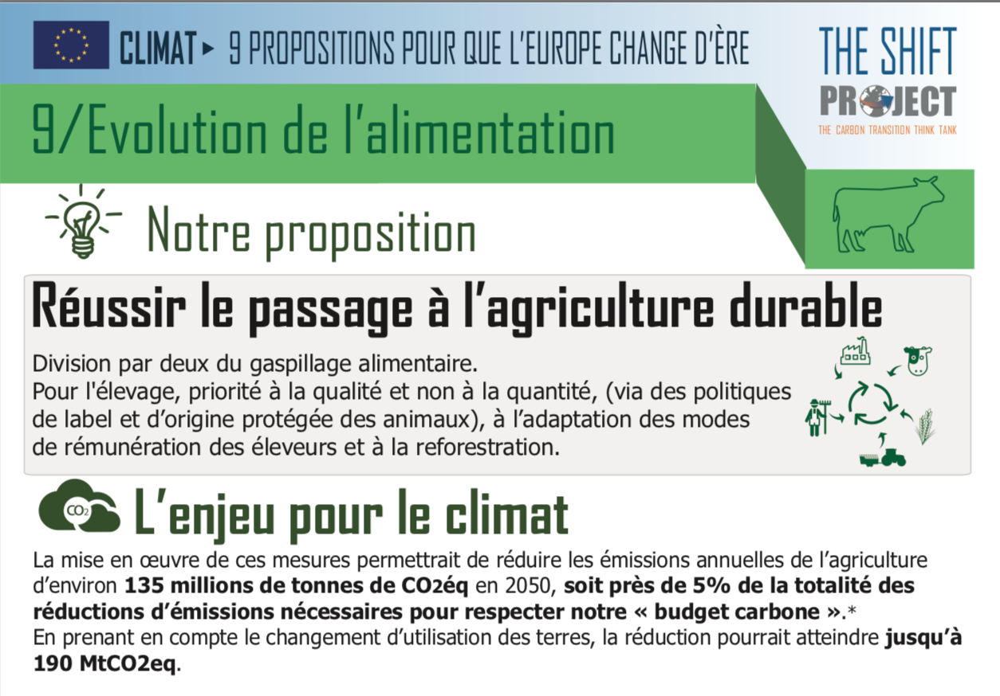 CLIMAT ▸ 9 PROPOSITIONS POUR QUE L'EUROPE CHANGE D'ÈRE
THE SHIFT
PROJECT
THE CARBON TRANSITION THINK TANK
9/Evolution de l'alimentation
Notre proposition
Réussir le passage à l'agriculture durable
Division par deux du gaspillage alimentaire.
Pour l'élevage, priorité à la qualité et non à la quantité, (via des politiques
de label et d'origine protégée des animaux), à l'adaptation des modes
de rémunération des éleveurs et à la reforestration.
CO2
L'enjeu pour le climat
La mise en œuvre de ces mesures permettrait de réduire les émissions annuelles de l'agriculture
d'environ 135 millions de tonnes de CO2éq en 2050, soit près de 5% de la totalité des
réductions d'émissions nécessaires pour respecter notre « budget carbone ».*
En prenant en compte le changement d'utilisation des terres, la réduction pourrait atteindre jusqu'à
190 MtCO2eq.